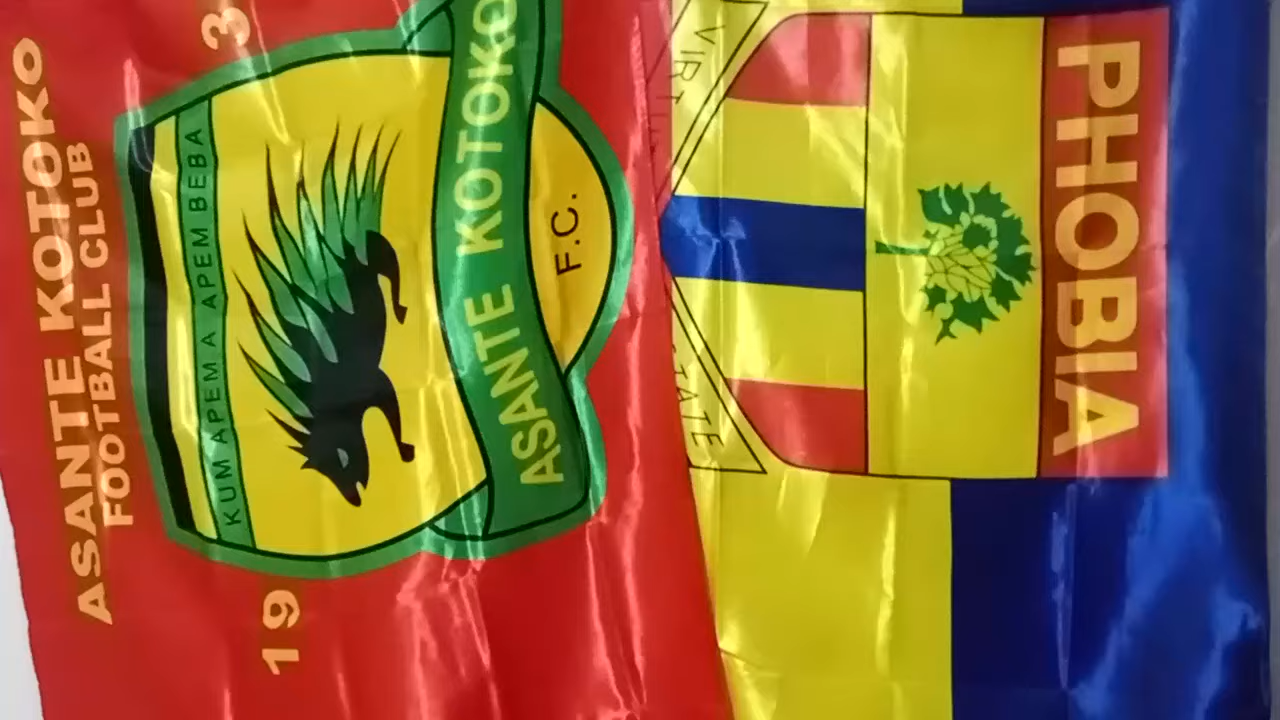 ASANTE KOTOKO
F.C.
KUM APEM A APEM BEBA
19 3
ASANTE KOTOKO
FOOTBALL CLUB
PHOBIA